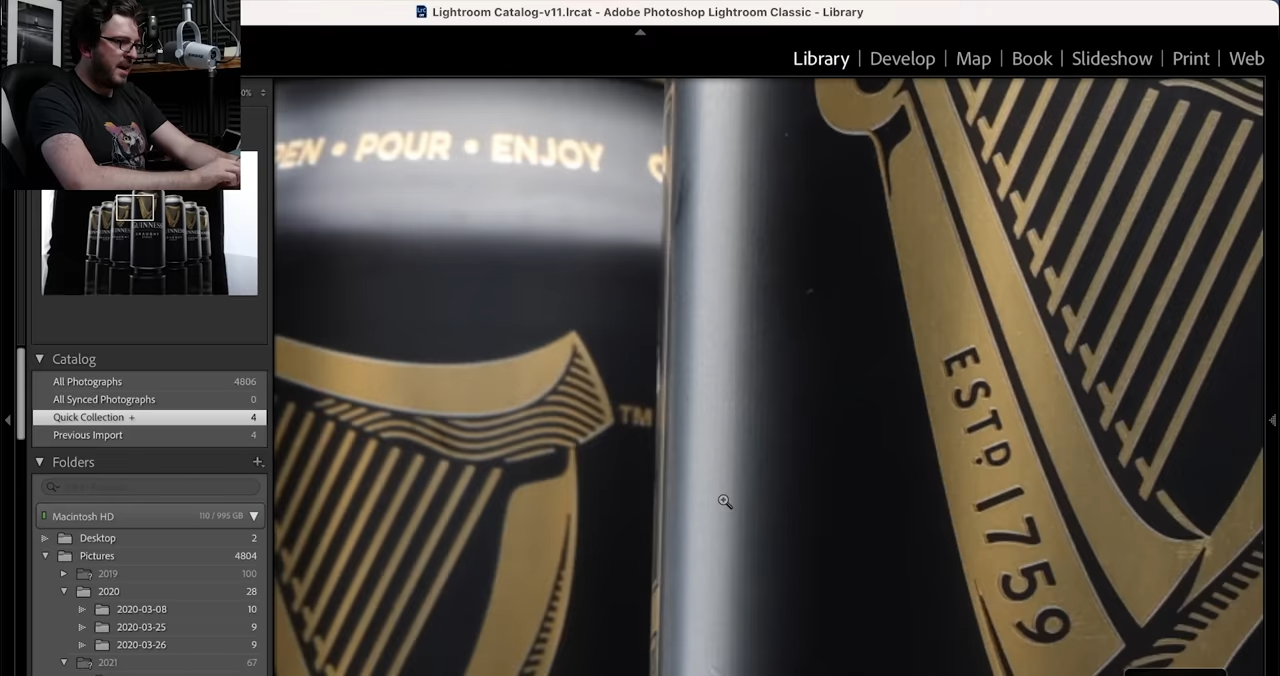 Lightroom Catalog-v11.lrcat - Adobe Photoshop Lightroom Classic - Library
Library | Develop | Map | Book | Slideshow | Print | Web
0%
PEN • POUR • ENJOY
GUINNESS
TM
ESTD 1759
Catalog
All Photographs 4806
All Synced Photographs 0
Quick Collection + 4
Previous Import 4
Folders +
Macintosh HD 110 / 995 GB
Desktop 2
Pictures 4804
2019 100
2020 28
2020-03-08 10
2020-03-25 9
2020-03-26 9
2021 67